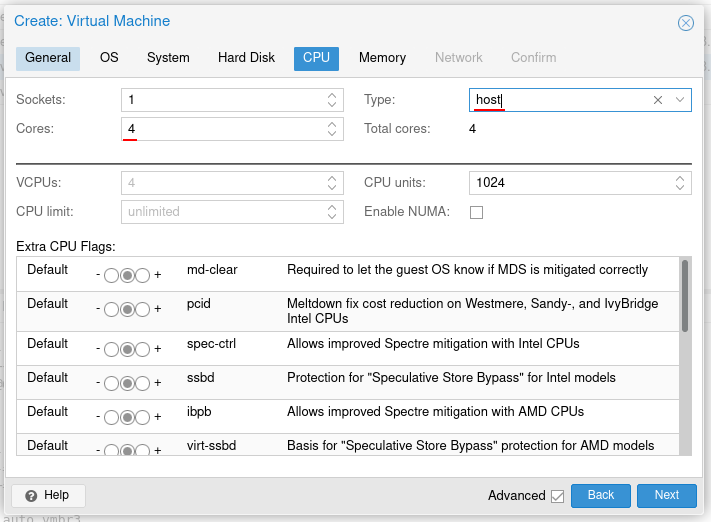 Create: Virtual Machine
General OS System Hard Disk CPU Memory Network Confirm
Sockets: 1 Type: host
Cores: 4 Total cores: 4
VCPUs: 4 CPU units: 1024
CPU limit: unlimited Enable NUMA:
Extra CPU Flags:
Default - + md-clear Required to let the guest OS know if MDS is mitigated correctly
Default - + pcid Meltdown fix cost reduction on Westmere, Sandy-, and IvyBridge
Intel CPUs
Default - + spec-ctrl Allows improved Spectre mitigation with Intel CPUs
Default - + ssbd Protection for "Speculative Store Bypass" for Intel models
Default - + ibpb Allows improved Spectre mitigation with AMD CPUs
Default - + virt-ssbd Basis for "Speculative Store Bypass" protection for AMD models
Help Advanced Back Next
auto vmbr3